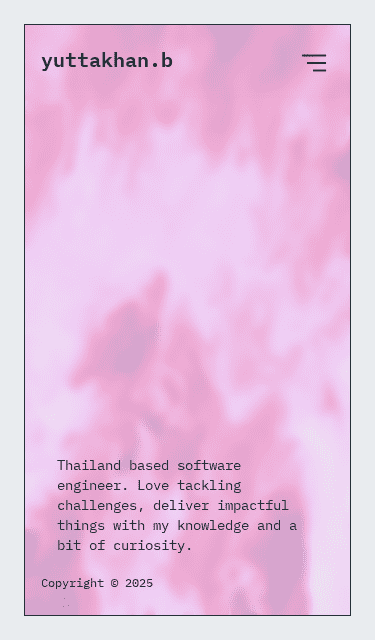 yuttakhan.b
Thailand based software
engineer. Love tackling
challenges, deliver impactful
things with my knowledge and a
bit of curiosity.
Copyright © 2025